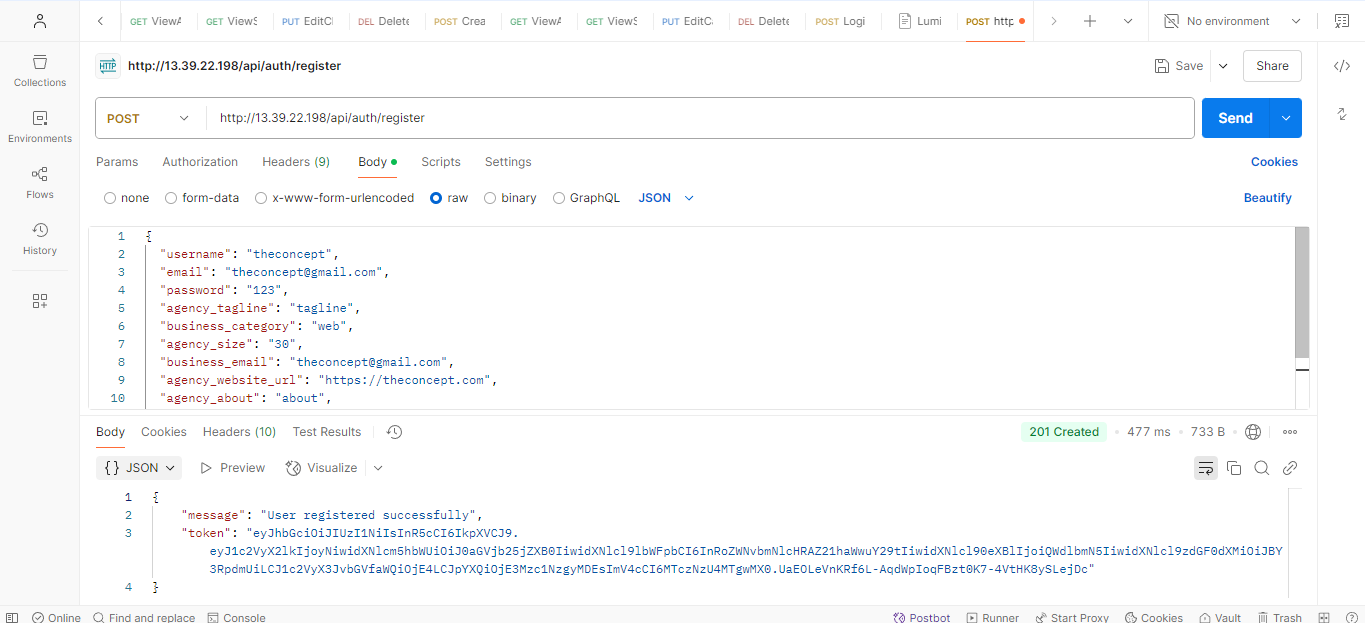 GET ViewA GET ViewS PUT EditCl DEL Delete POST Crea GET ViewA GET ViewS PUT EditC DEL Delete POST Logi Lumi POST http No environment
http://13.39.22.198/api/auth/register Save Share
POST http://13.39.22.198/api/auth/register Send
Params Authorization Headers (9) Body Scripts Settings Cookies
none form-data x-www-form-urlencoded raw binary GraphQL JSON Beautify
Collections
Environments
Flows
History
1 {
2 "username": "theconcept",
3 "email": "theconcept@gmail.com",
4 "password": "123",
5 "agency_tagline": "tagline",
6 "business_category": "web",
7 "agency_size": "30",
8 "business_email": "theconcept@gmail.com",
9 "agency_website_url": "https://theconcept.com",
10 "agency_about": "about",
Body Cookies Headers (10) Test Results 201 Created 477 ms 733 B
{} JSON Preview Visualize
1 {
2 "message": "User registered successfully",
3 "token": "eyJhbGciOiJIUzI1NiIsInR5cCI6IkpXVCJ9.
eyJ1c2VyX2lkIjoyNiwidXNlcm5hbWUiOiJ0aGVjb25jZXB0IiwidXNlcl9lbWFpbCI6InRoZWNvbmNlcHRAZ21haWwuY29tIiwidXNlcl90eXBlIjoiQWdlbmN5IiwidXNlcl9zdGF0dXMiOiJBY
3RpdmUiLCJ1c2VyX3JvbGVfaWQiOjE4LCJpYXQiOjE3Mzc1NzgyMDEsImV4cCI6MTczNzU4MTgwMX0.UaEOLeVnKRf6L-AqdWpIoqFBzt0K7-4VtHK8ySLejDc"
4 }
Online Find and replace Console Postbot Runner Start Proxy Cookies Vault Trash